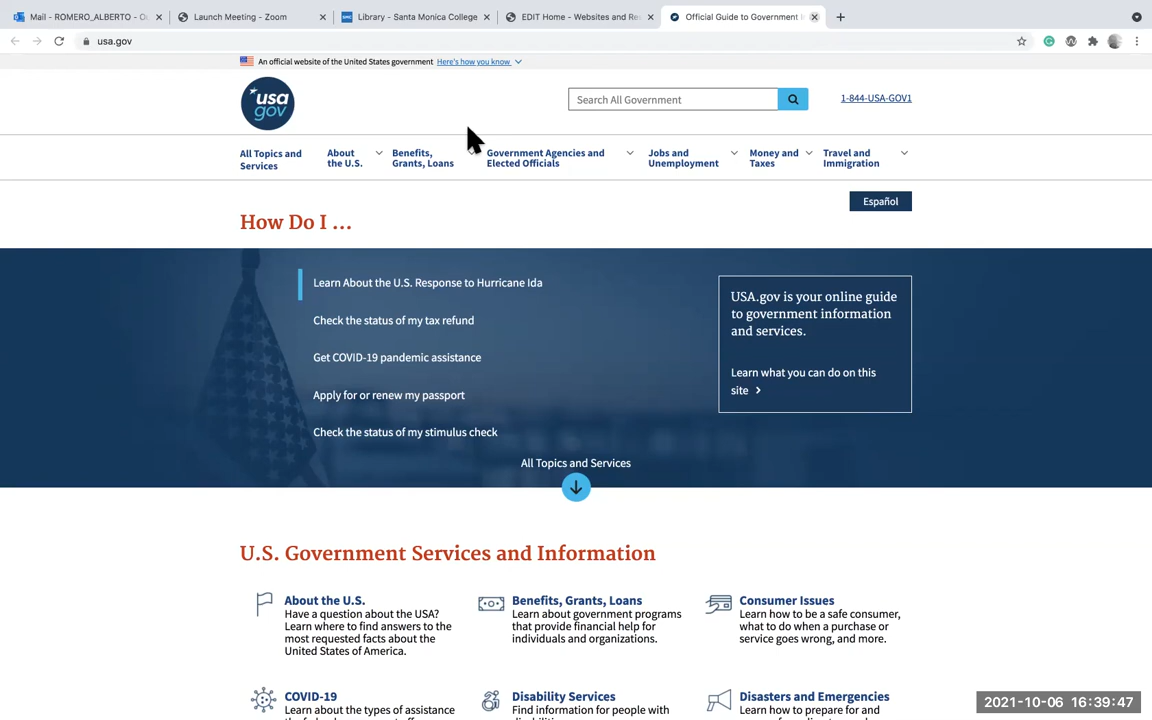 Mail - ROMERO_ALBERTO - Ou
Launch Meeting - Zoom
Library - Santa Monica College
EDIT Home - Websites and Res
Official Guide to Government I
usa.gov
An official website of the United States government Here's how you know
usa
gov
Search All Government
1-844-USA-GOV1
All Topics and
Services
About
the U.S.
Benefits,
Grants, Loans
Government Agencies and
Elected Officials
Jobs and
Unemployment
Money and
Taxes
Travel and
Immigration
Español
How Do I ...
Learn About the U.S. Response to Hurricane Ida
Check the status of my tax refund
Get COVID-19 pandemic assistance
Apply for or renew my passport
Check the status of my stimulus check
USA.gov is your online guide
to government information
and services.
Learn what you can do on this
site
All Topics and Services
U.S. Government Services and Information
About the U.S.
Have a question about the USA?
Learn where to find answers to the
most requested facts about the
United States of America.
Benefits, Grants, Loans
Learn about government programs
that provide financial help for
individuals and organizations.
Consumer Issues
Learn how to be a safe consumer,
what to do when a purchase or
service goes wrong, and more.
COVID-19
Learn about the types of assistance
Disability Services
Find information for people with
Disasters and Emergencies
Learn how to prepare for and
2021-10-06 16:39:47